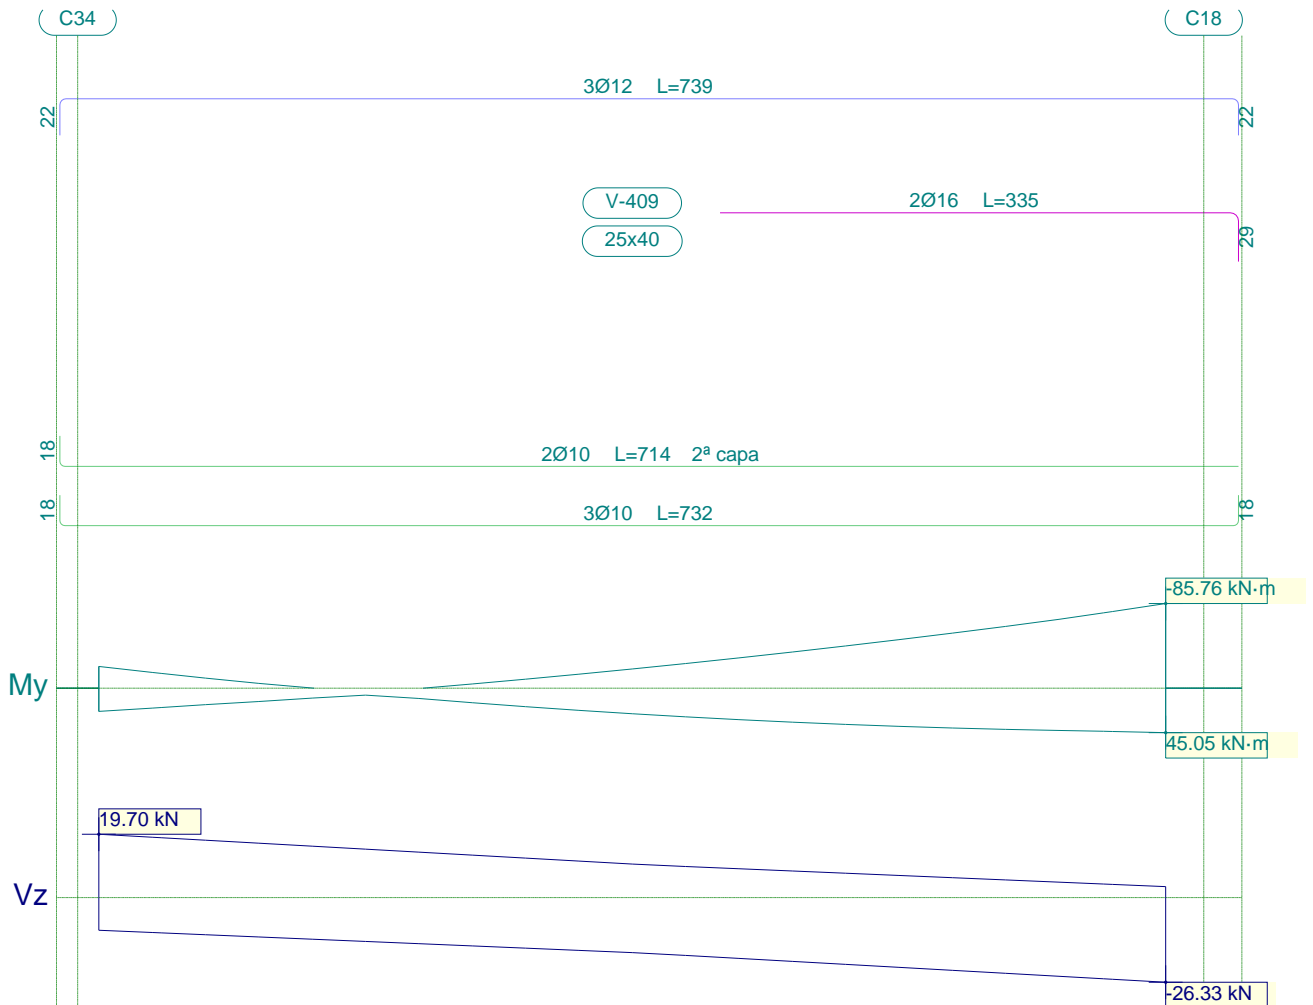 C34 C18
3Ø12 L=739
22 22
V-409 2Ø16 L=335
25x40 29
18 2Ø10 L=714 2ª capa
18 3Ø10 L=732 18
-85.76 kN·m
My
45.05 kN·m
19.70 kN
Vz
-26.33 kN